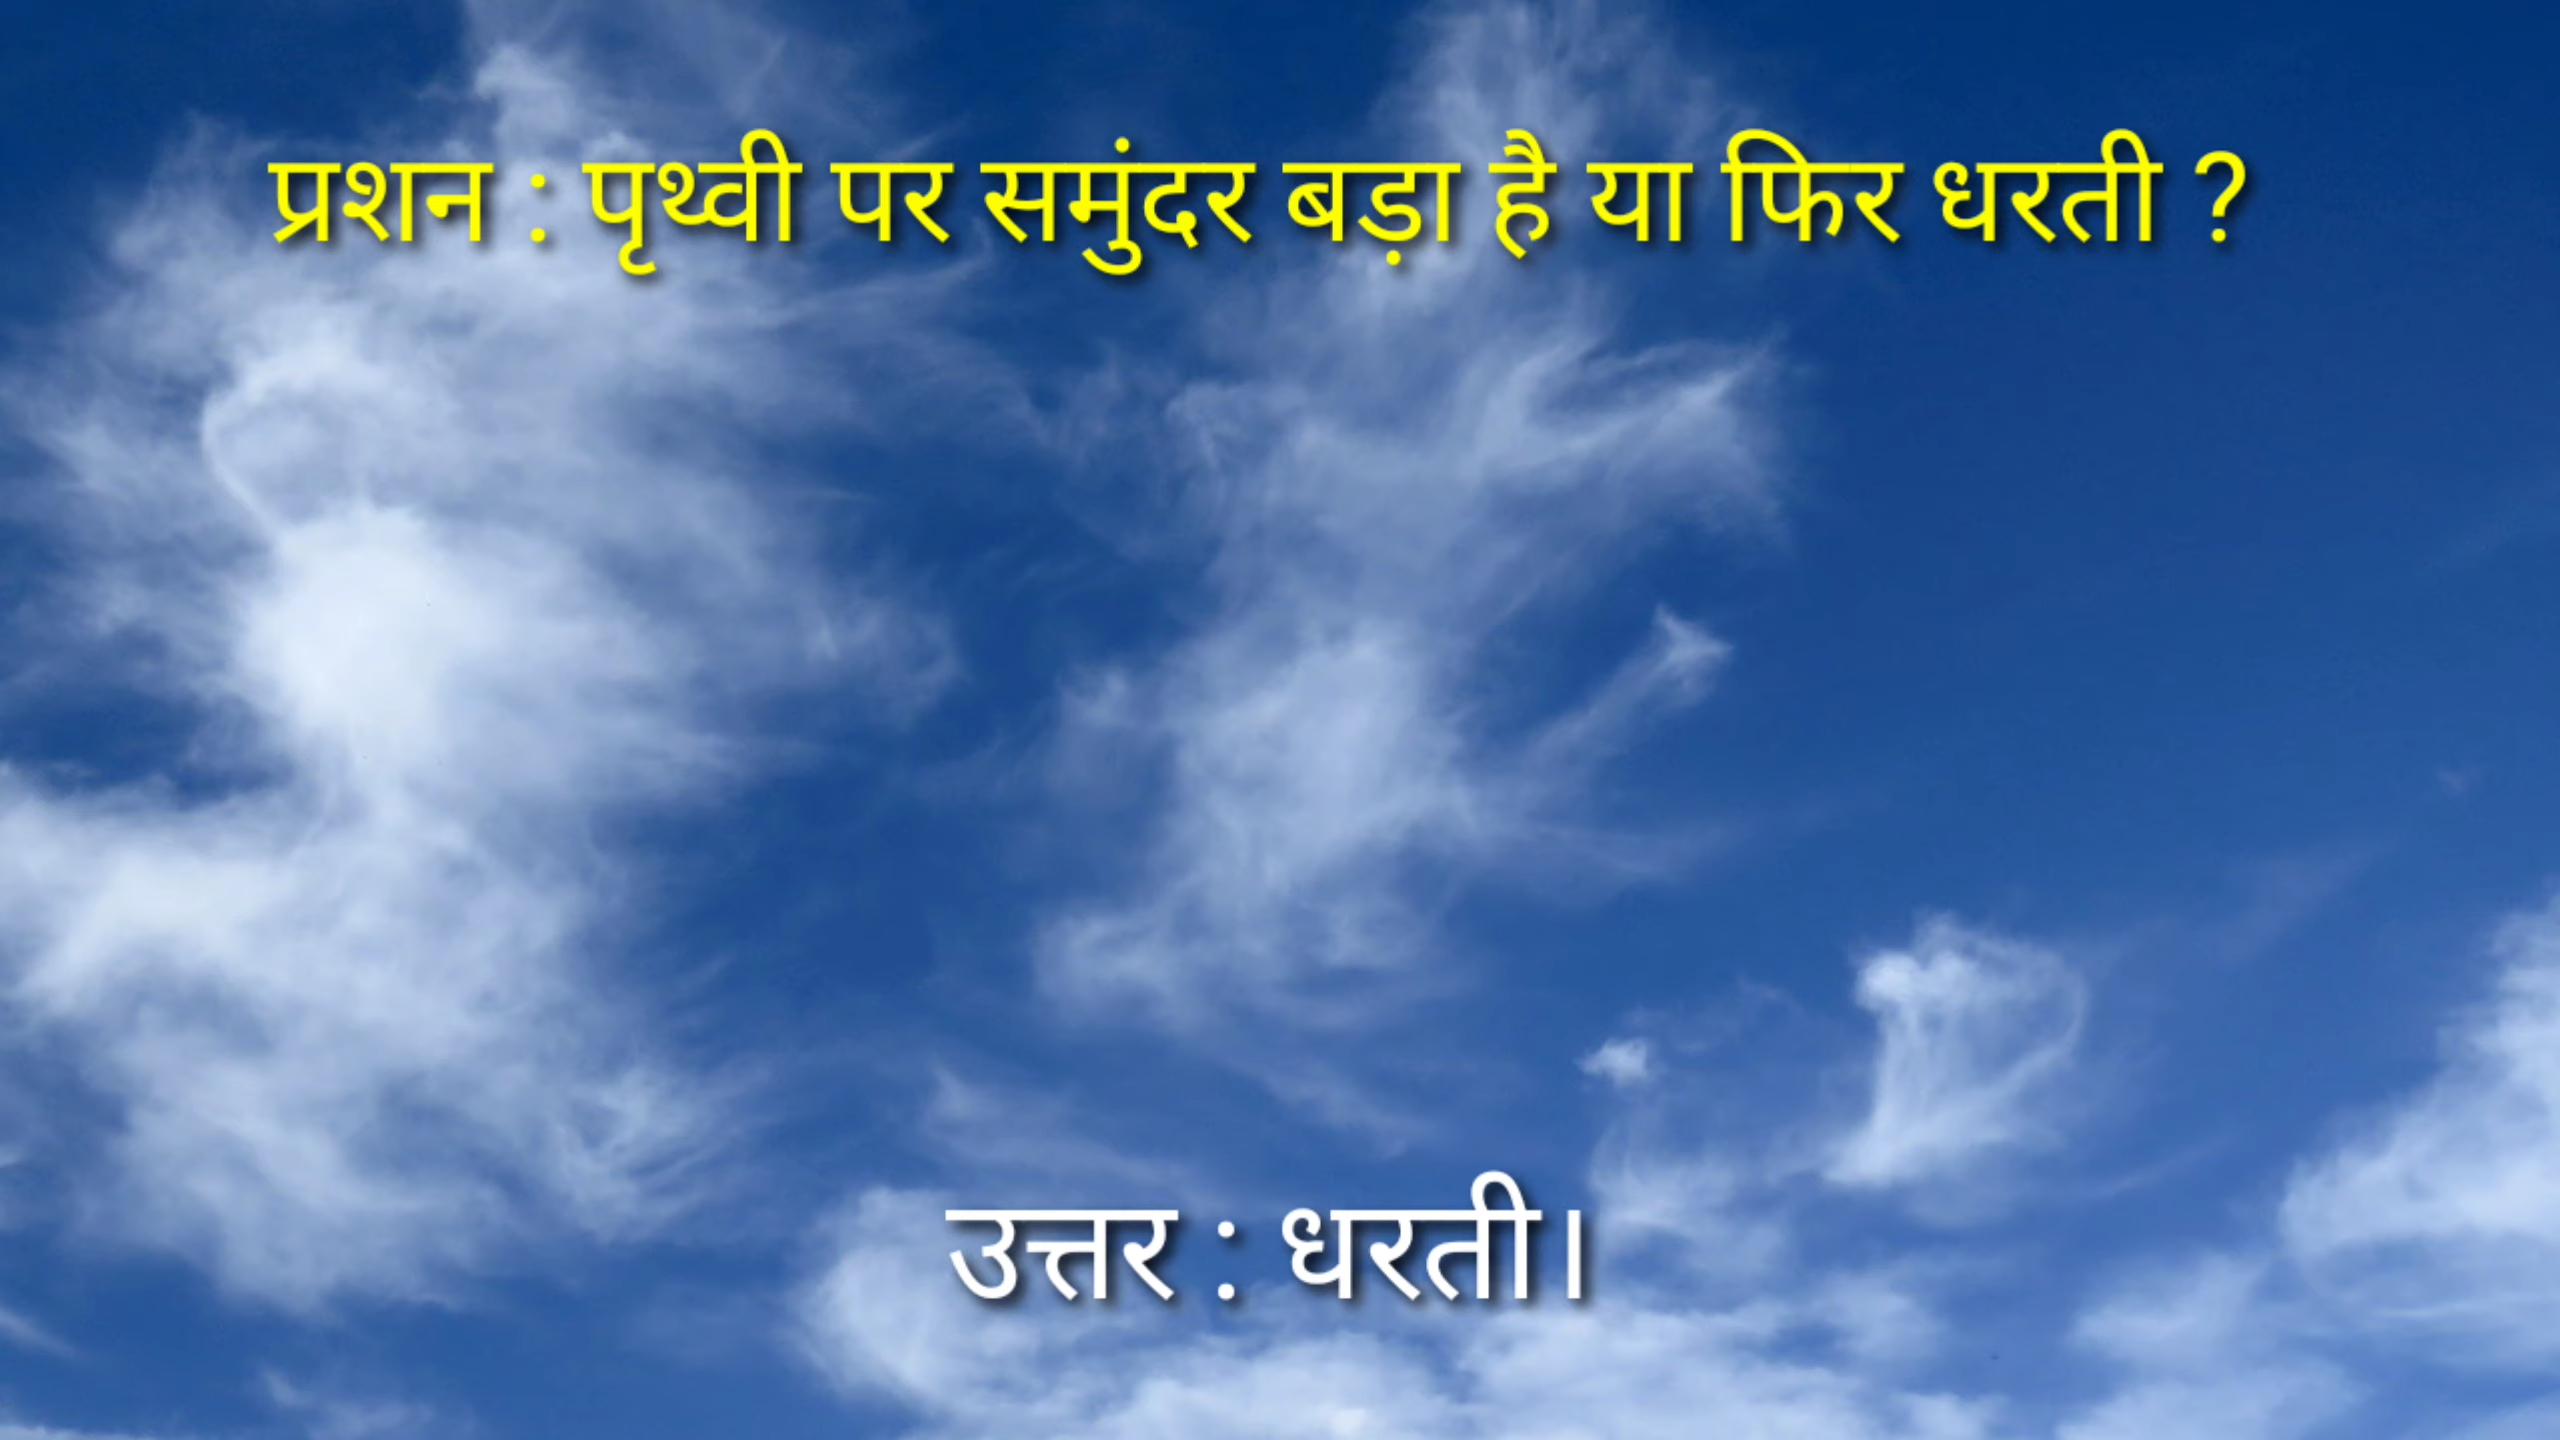 प्रशन : पृथ्वी पर समुंदर बड़ा है या फिर धरती ?
उत्तर : धरती।